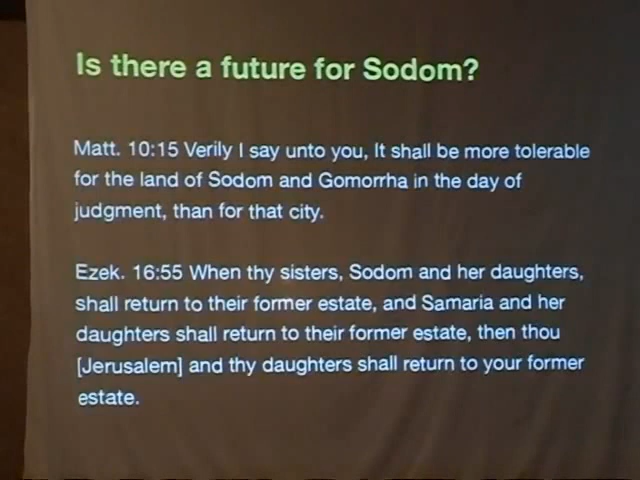 Is there a future for Sodom?
Matt. 10:15 Verily I say unto you, It shall be more tolerable
for the land of Sodom and Gomorrha in the day of
judgment, than for that city.
Ezek. 16:55 When thy sisters, Sodom and her daughters,
shall return to their former estate, and Samaria and her
daughters shall return to their former estate, then thou
[Jerusalem] and thy daughters shall return to your former
estate.